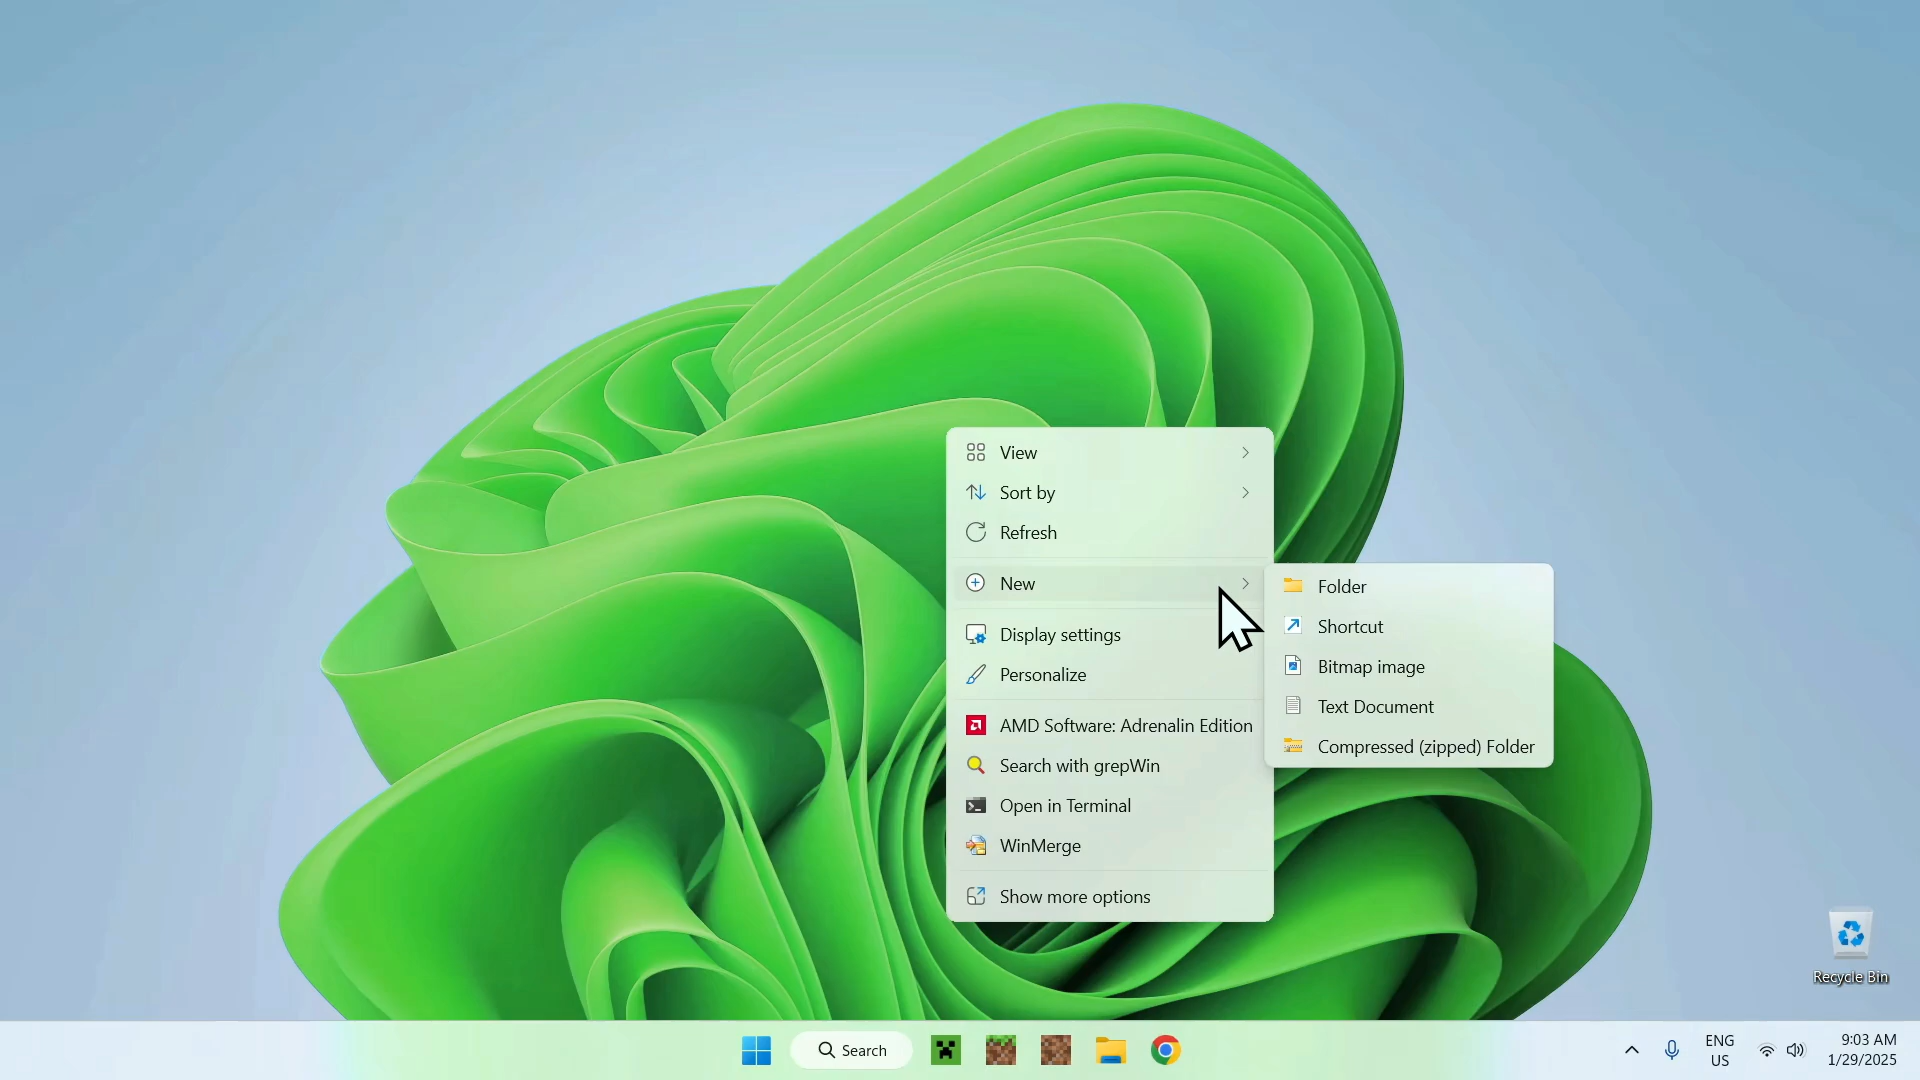 View
Sort by
Refresh
New
Display settings
Personalize
AMD Software: Adrenalin Edition
Search with grepWin
Open in Terminal
WinMerge
Show more options
Folder
Shortcut
Bitmap image
Text Document
Compressed (zipped) Folder
Recycle Bin
Search
ENG
US
9:03 AM
1/29/2025